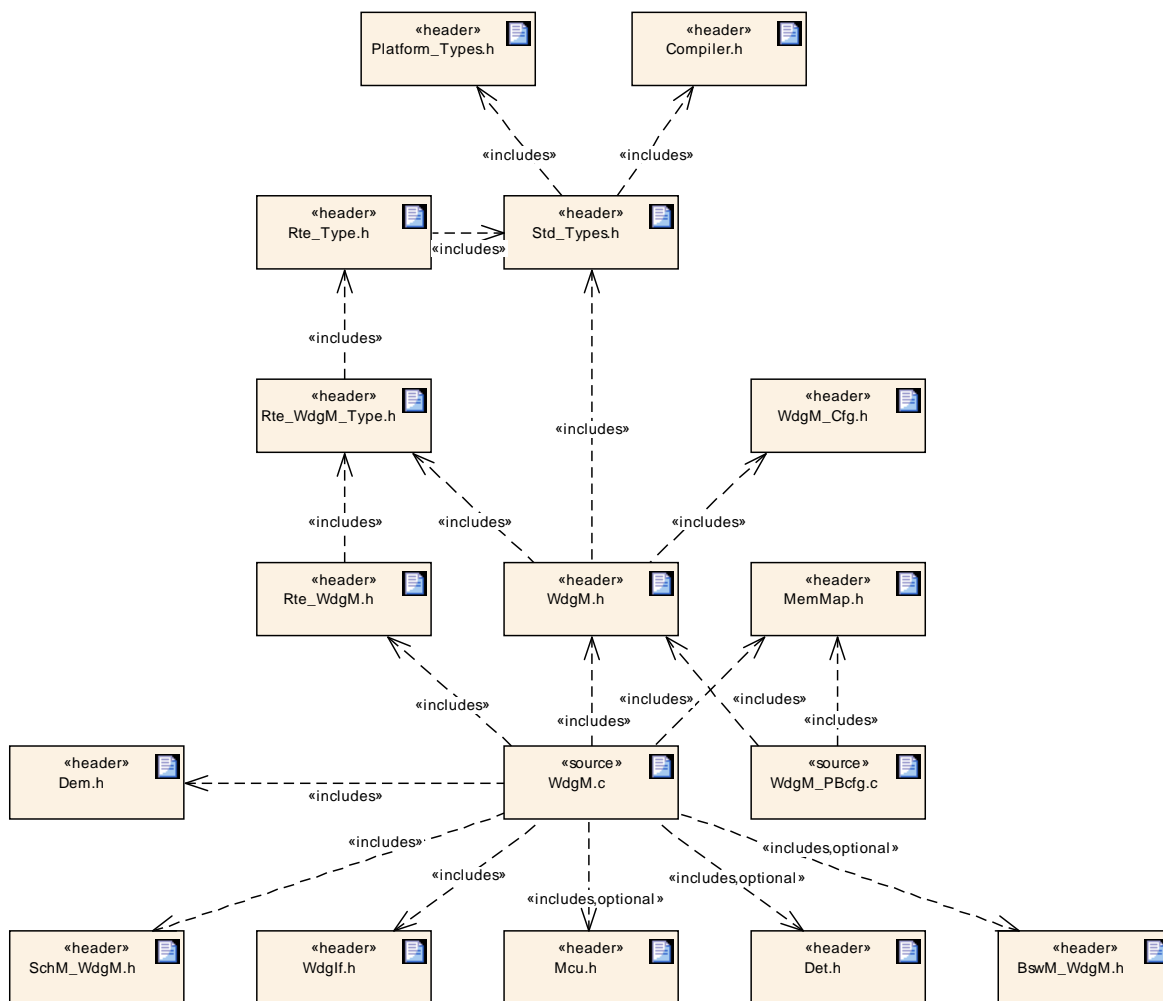 «header»
Platform_Types.h
«header»
Compiler.h
«includes»
«includes»
«header»
Rte_Type.h
«header»
Std_Types.h
«includes»
«includes»
«header»
Rte_WdgM_Type.h
«header»
WdgM_Cfg.h
«includes»
«includes»
«includes»
«includes»
«header»
Rte_WdgM.h
«header»
WdgM.h
«header»
MemMap.h
«includes»
«includes»
«includes»
«includes»
«includes»
«header»
Dem.h
«source»
WdgM.c
«source»
WdgM_PBcfg.c
«includes»
«includes»
«includes»
«includes,optional»
«includes,optional»
«includes,optional»
«header»
SchM_WdgM.h
«header»
WdgIf.h
«header»
Mcu.h
«header»
Det.h
«header»
BswM_WdgM.h